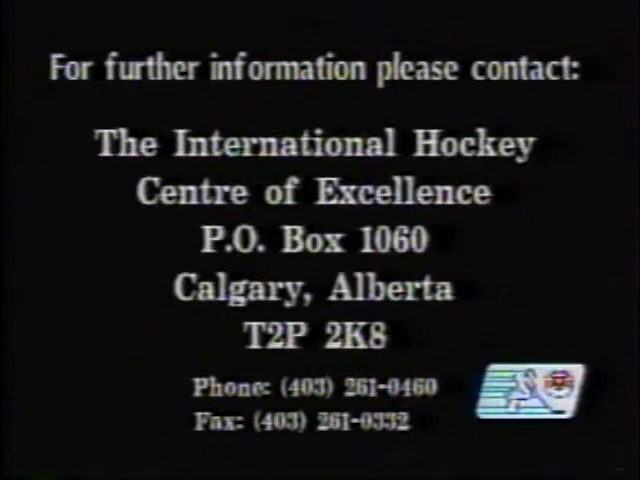 For further information please contact:
The International Hockey
Centre of Excellence
P.O. Box 1060
Calgary, Alberta
T2P 2K8
Phone: (403) 261-0460
Fax: (403) 261-0332